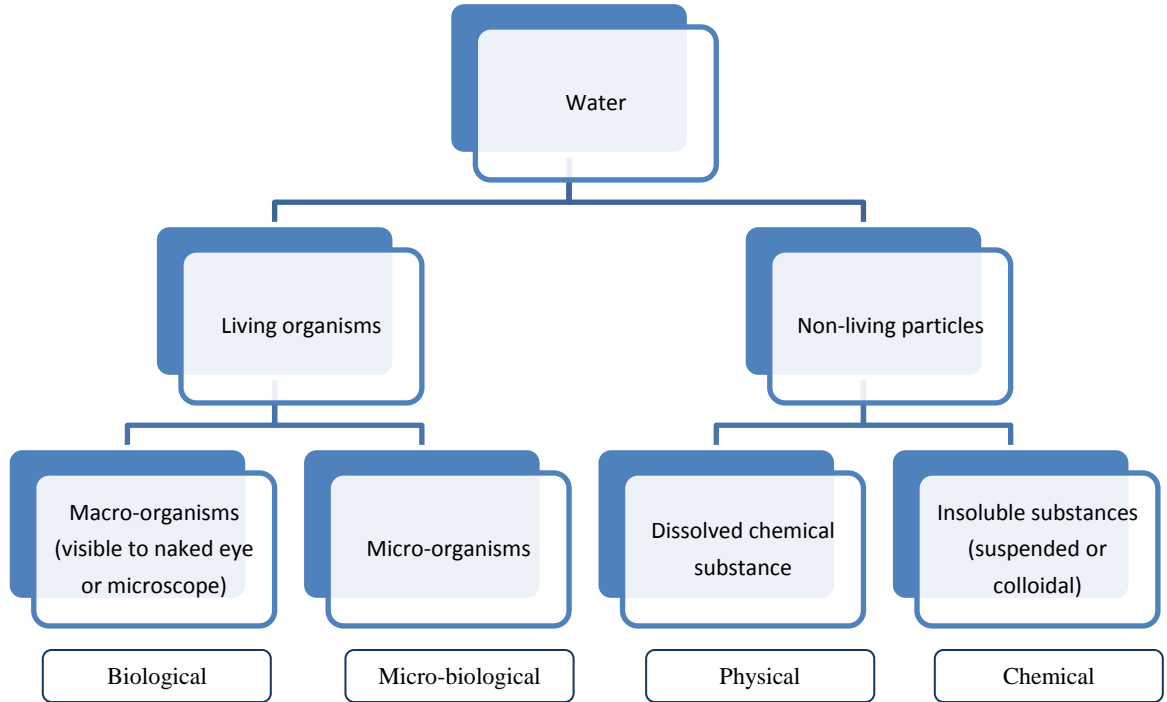 Water
Living organisms
Non-living particles
Macro-organisms
(visible to naked eye
or microscope)
Micro-organisms
Dissolved chemical
substance
Insoluble substances
(suspended or
colloidal)
Biological
Micro-biological
Physical
Chemical